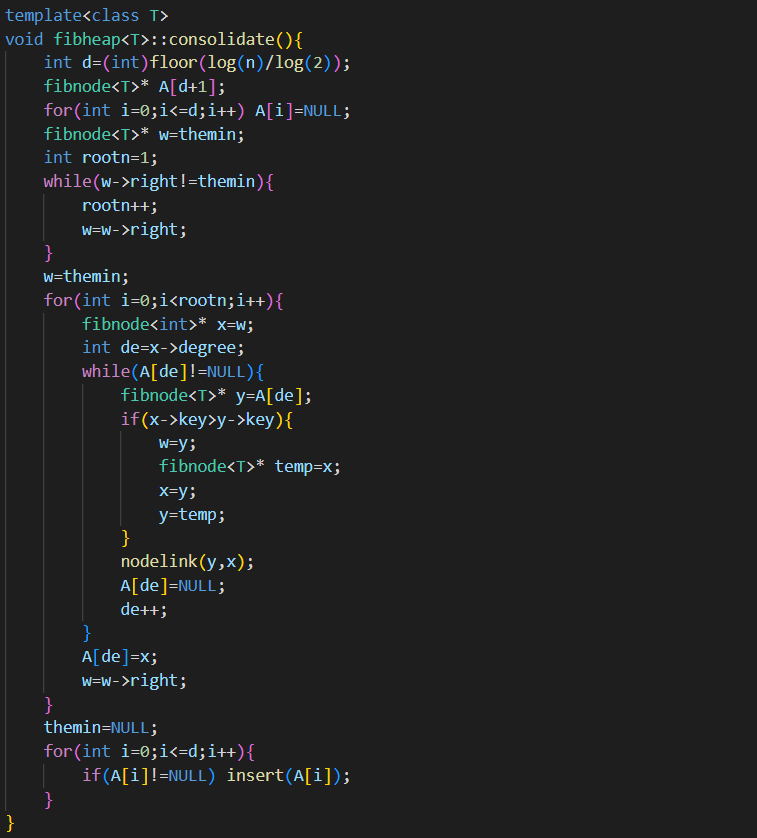 template<class T>
void fibheap<T>::consolidate(){
    int d=(int)floor(log(n)/log(2));
    fibnode<T>* A[d+1];
    for(int i=0;i<=d;i++) A[i]=NULL;
    fibnode<T>* w=themin;
    int rootn=1;
    while(w->right!=themin){
        rootn++;
        w=w->right;
    }
    w=themin;
    for(int i=0;i<rootn;i++){
        fibnode<int>* x=w;
        int de=x->degree;
        while(A[de]!=NULL){
            fibnode<T>* y=A[de];
            if(x->key>y->key){
                w=y;
                fibnode<T>* temp=x;
                x=y;
                y=temp;
            }
            nodelink(y,x);
            A[de]=NULL;
            de++;
        }
        A[de]=x;
        w=w->right;
    }
    themin=NULL;
    for(int i=0;i<=d;i++){
        if(A[i]!=NULL) insert(A[i]);
    }
}